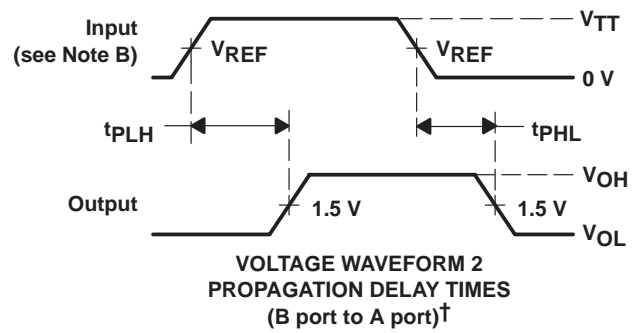 Input
(see Note B)
VREF
VREF
VTT
0 V
tPLH
tPHL
Output
1.5 V
1.5 V
VOH
VOL
VOLTAGE WAVEFORM 2
PROPAGATION DELAY TIMES
(B port to A port)†